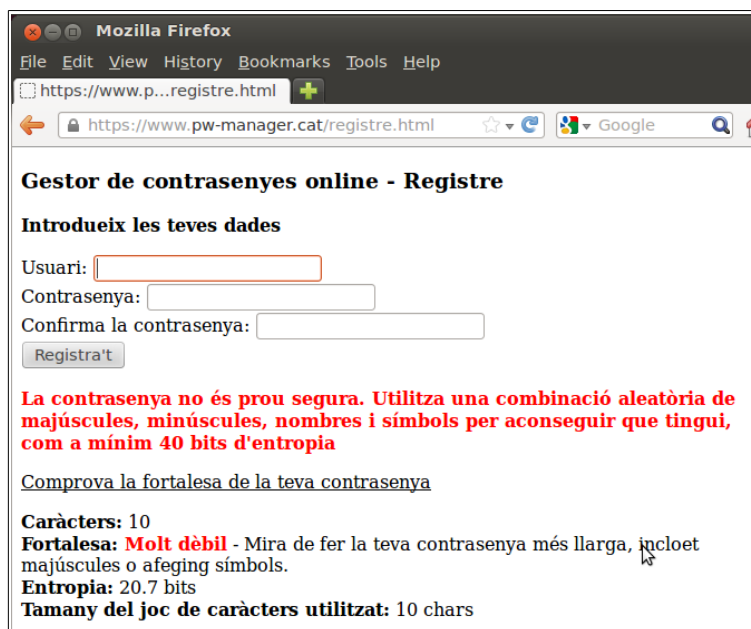 Mozilla Firefox
File Edit View History Bookmarks Tools Help
https://www.p...registre.html
https://www.pw-manager.cat/registre.html Google
Gestor de contrasenyes online - Registre
Introdueix les teves dades
Usuari:
Contrasenya:
Confirma la contrasenya:
Registra't
La contrasenya no és prou segura. Utilitza una combinació aleatòria de
majúscules, minúscules, nombres i símbols per aconseguir que tingui,
com a mínim 40 bits d'entropia
Comprova la fortalesa de la teva contrasenya
Caràcters: 10
Fortalesa: Molt dèbil - Mira de fer la teva contrasenya més llarga, incloet
majúscules o afeging símbols.
Entropia: 20.7 bits
Tamany del joc de caràcters utilitzat: 10 chars